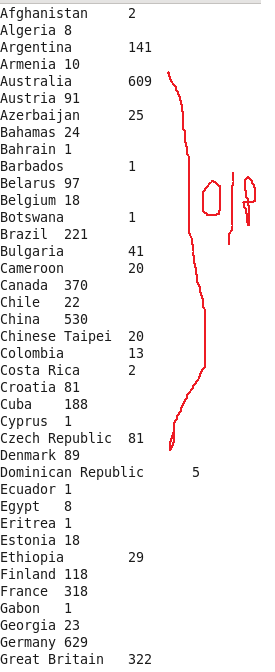 Afghanistan 2
Algeria 8
Argentina 141
Armenia 10
Australia 609
Austria 91
Azerbaijan 25
Bahamas 24
Bahrain 1
Barbados 1
Belarus 97
Belgium 18
Botswana 1
Brazil 221
Bulgaria 41
Cameroon 20
Canada 370
Chile 22
China 530
Chinese Taipei 20
Colombia 13
Costa Rica 2
Croatia 81
Cuba 188
Cyprus 1
Czech Republic 81
Denmark 89
Dominican Republic 5
Ecuador 1
Egypt 8
Eritrea 1
Estonia 18
Ethiopia 29
Finland 118
France 318
Gabon 1
Georgia 23
Germany 629
Great Britain 322
O|P